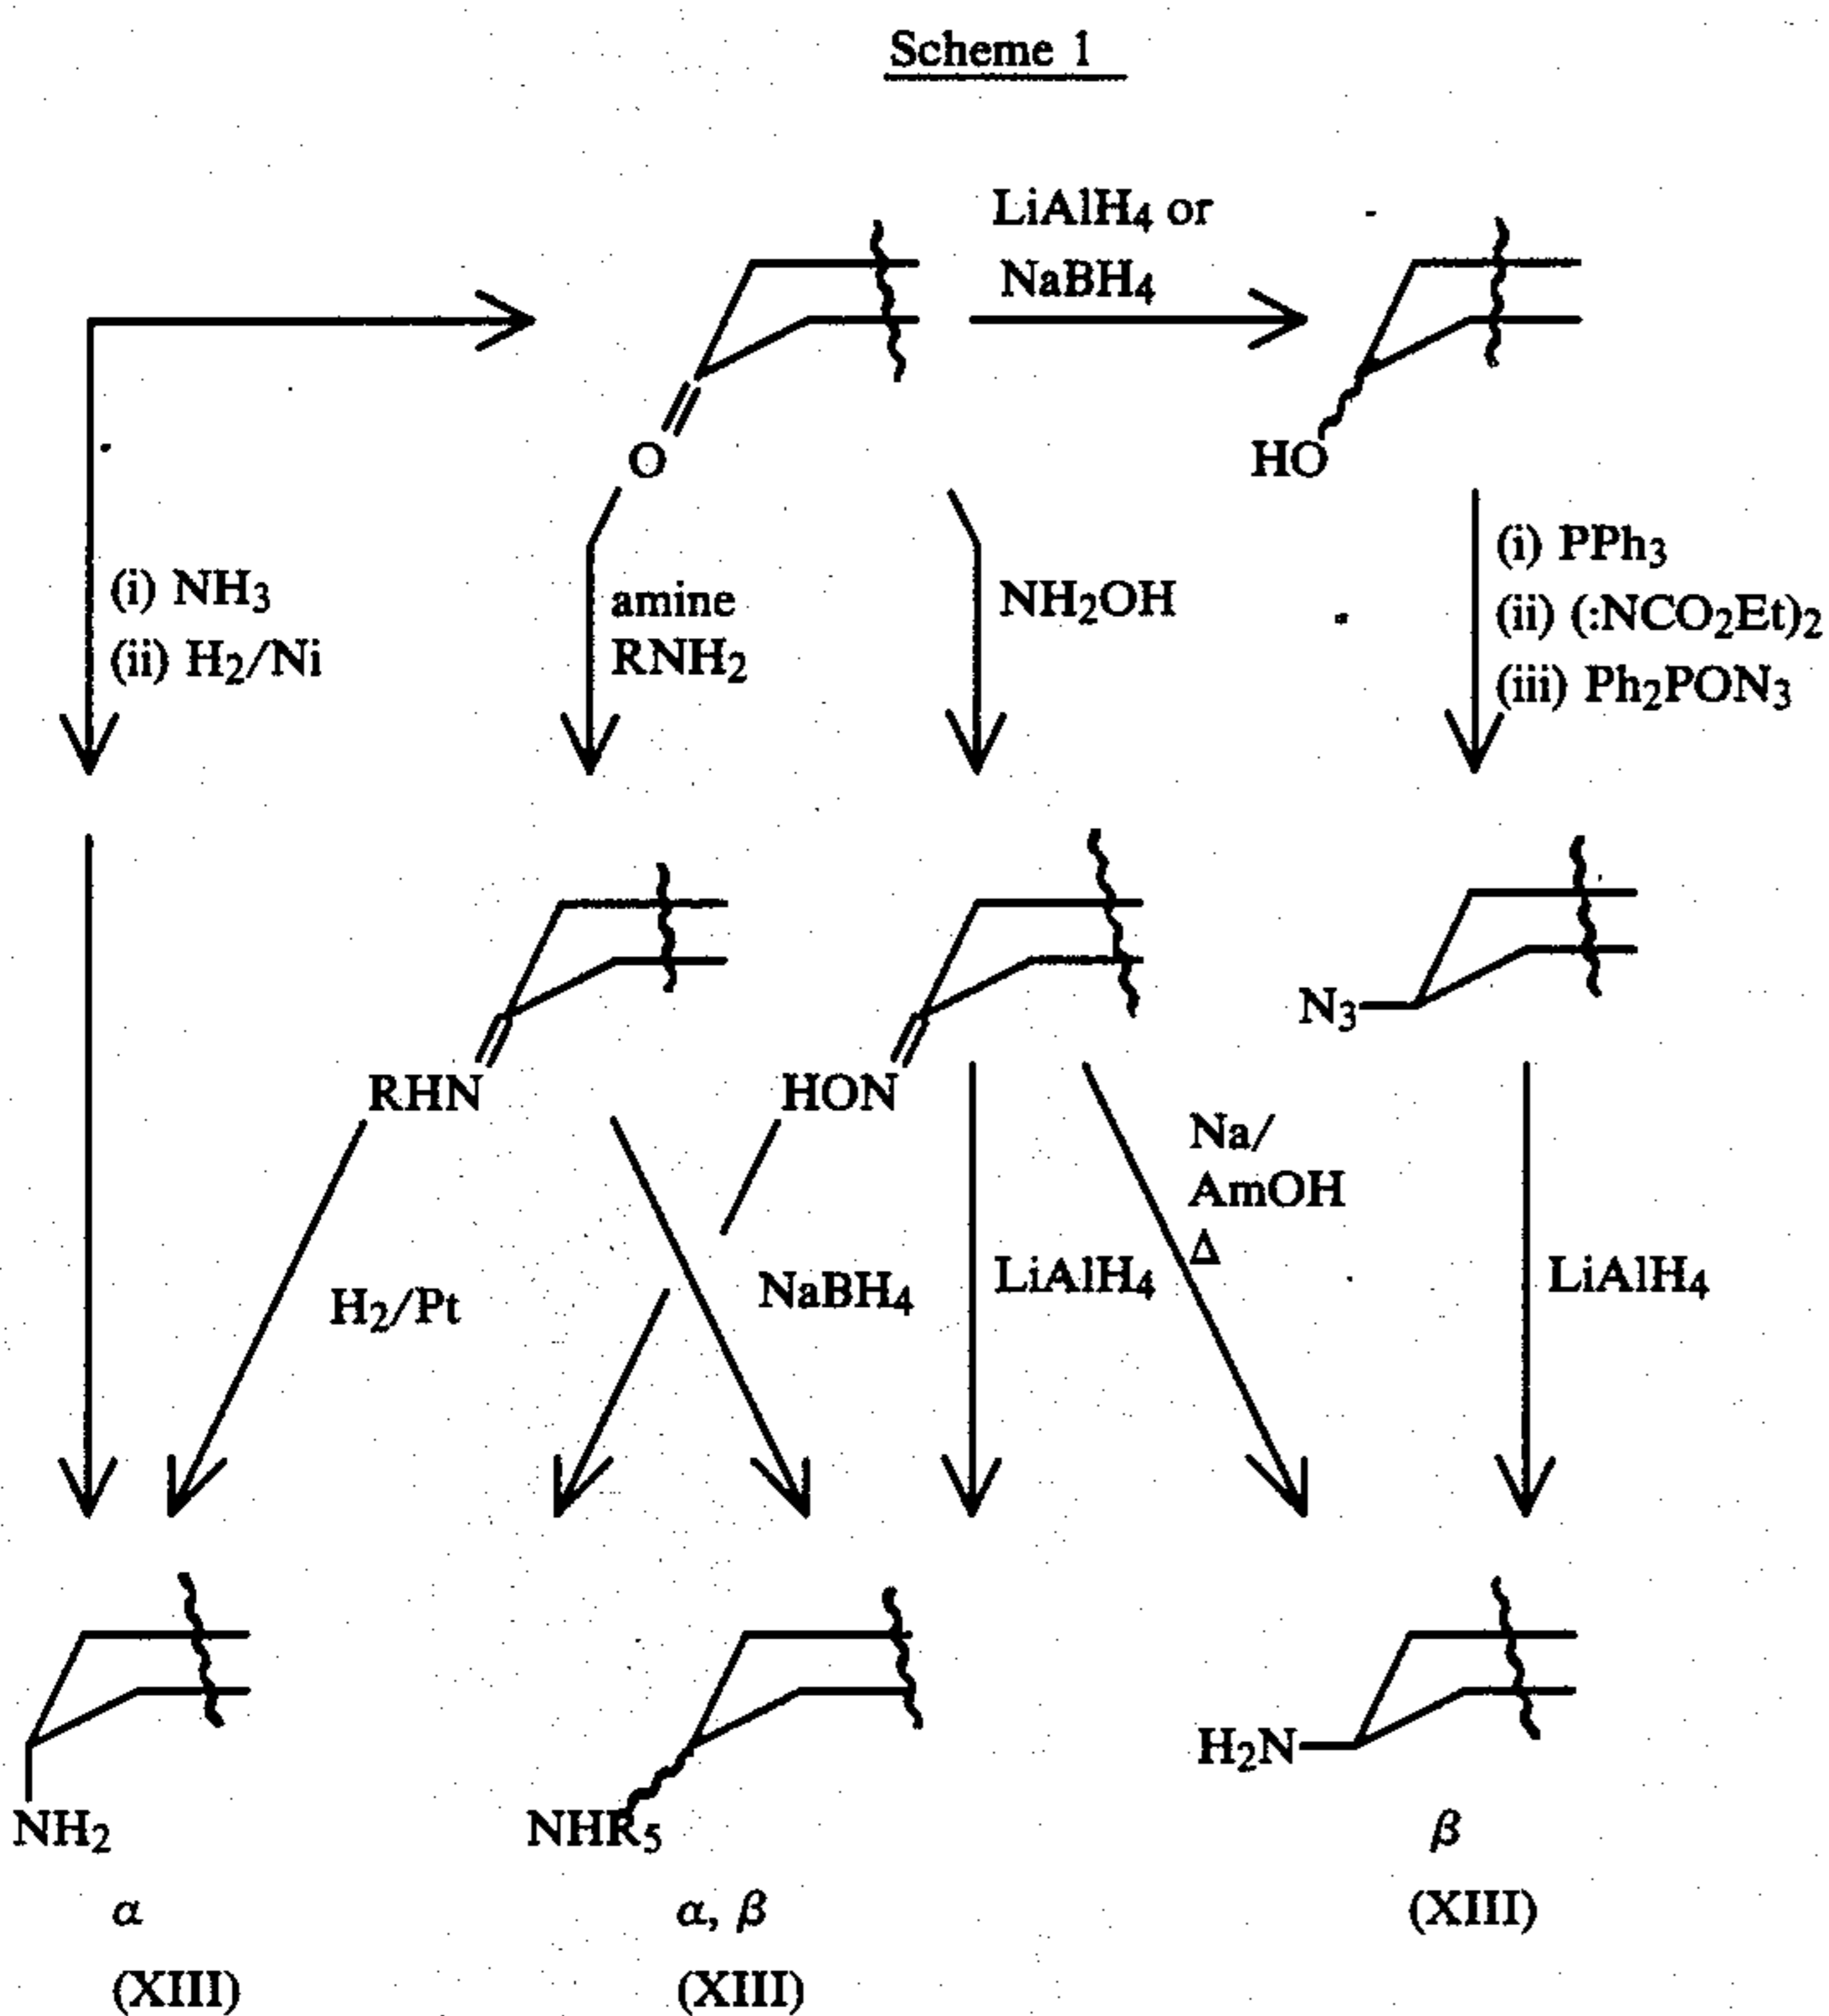 Scheme 1
LiAlH4 or
NaBH4
O
HO
(i) NH3
(ii) H2/Ni
amine
RNH2
NH2OH
(i) PPh3
(ii) (:NCO2Et)2
(iii) Ph2PON3
RHN
HON
N3
Na/
AmOH
Δ
H2/Pt
NaBH4
LiAlH4
LiAlH4
NH2
α
(XIII)
NHR5
α, β
(XIII)
H2N
β
(XIII)